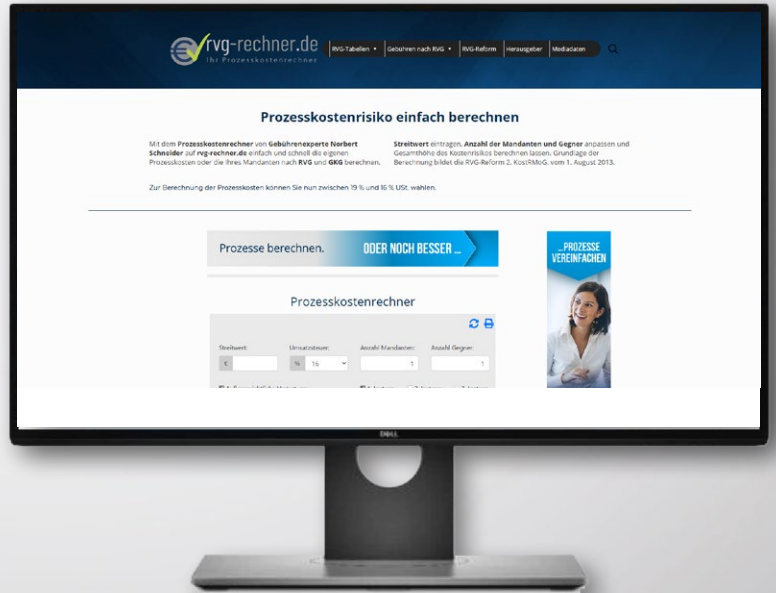 rvg-rechner.de
Ihr Prozesskostenrechner
RVG-Tabellen
Gebühren nach RVG
RVG-Reform
Herausgeber
Mediadaten
Prozesskostenrisiko einfach berechnen
Mit dem Prozesskostenrechner von Gebührenexperte Norbert
Schneider auf rvg-rechner.de einfach und schnell die eigenen
Prozesskosten oder die Ihres Mandanten nach RVG und GKG berechnen.
Streitwert eintragen, Anzahl der Mandanten und Gegner anpassen und
Gesamthöhe des Kostenrisikos berechnen lassen. Grundlage der
Berechnung bildet die RVG-Reform 2. KostRMoG. vom 1. August 2013.
Zur Berechnung der Prozesskosten können Sie nun zwischen 19 % und 16 % USt. wählen.
Prozesse berechnen. ODER NOCH BESSER ...
...PROZESSE
VEREINFACHEN
Prozesskostenrechner
Streitwert: Umsatzsteuer: Anzahl Mandanten: Anzahl Gegner:
€ % 16 1 1
DELL